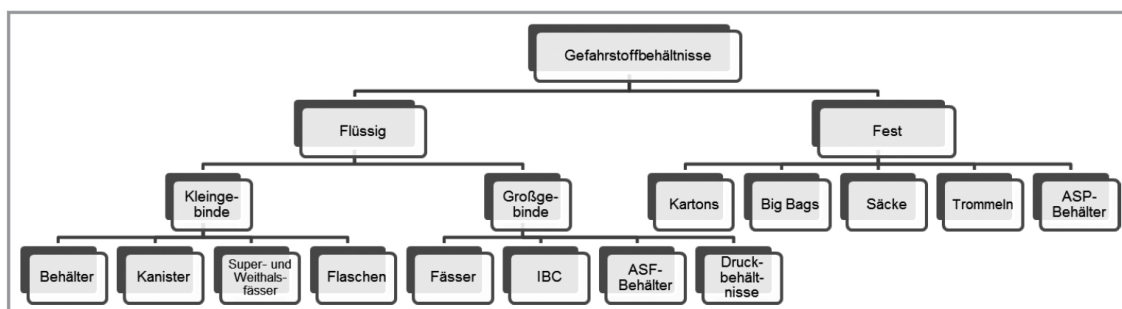 Gefahrstoffbehältnisse
Flüssig
Fest
Kleinge-
binde
Großge-
binde
Kartons
Big Bags
Säcke
Trommeln
ASP-
Behälter
Behälter
Kanister
Super- und
Weithals-
fässer
Flaschen
Fässer
IBC
ASF-
Behälter
Druck-
behält-
nisse